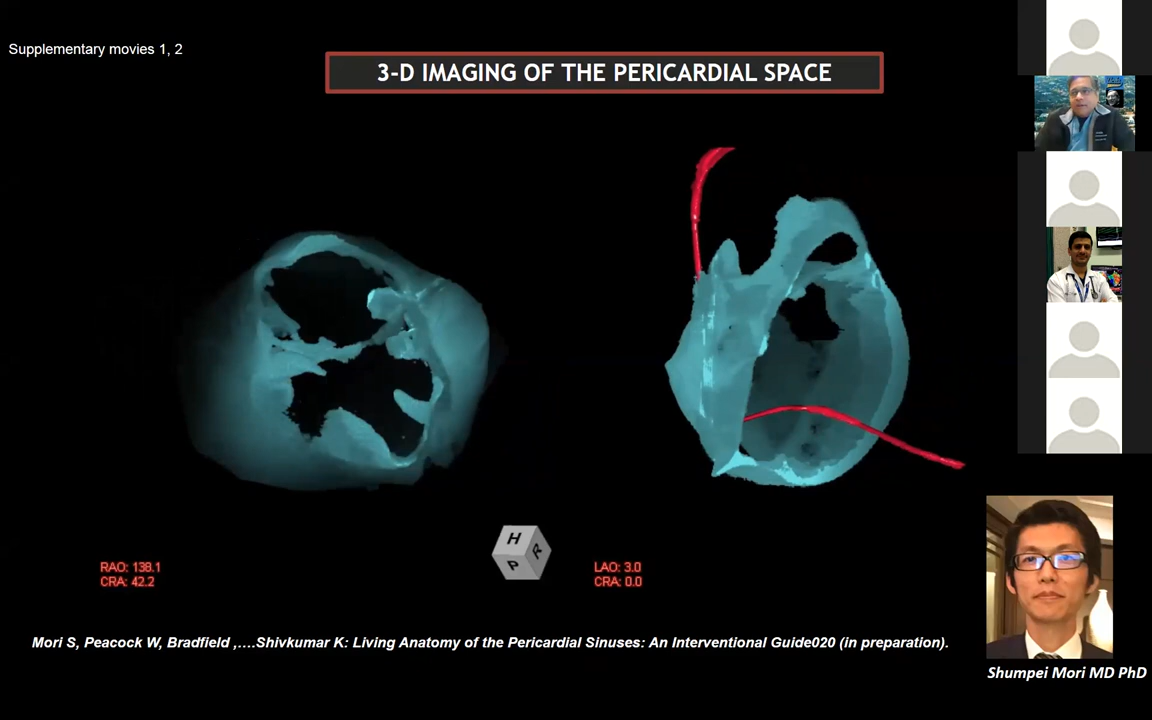 Supplementary movies 1, 2
3-D IMAGING OF THE PERICARDIAL SPACE
H
R
P
RAO: 138.1
CRA: 42.2
LAO: 3.0
CRA: 0.0
Mori S, Peacock W, Bradfield ,....Shivkumar K: Living Anatomy of the Pericardial Sinuses: An Interventional Guide020 (in preparation).
Shumpei Mori MD PhD